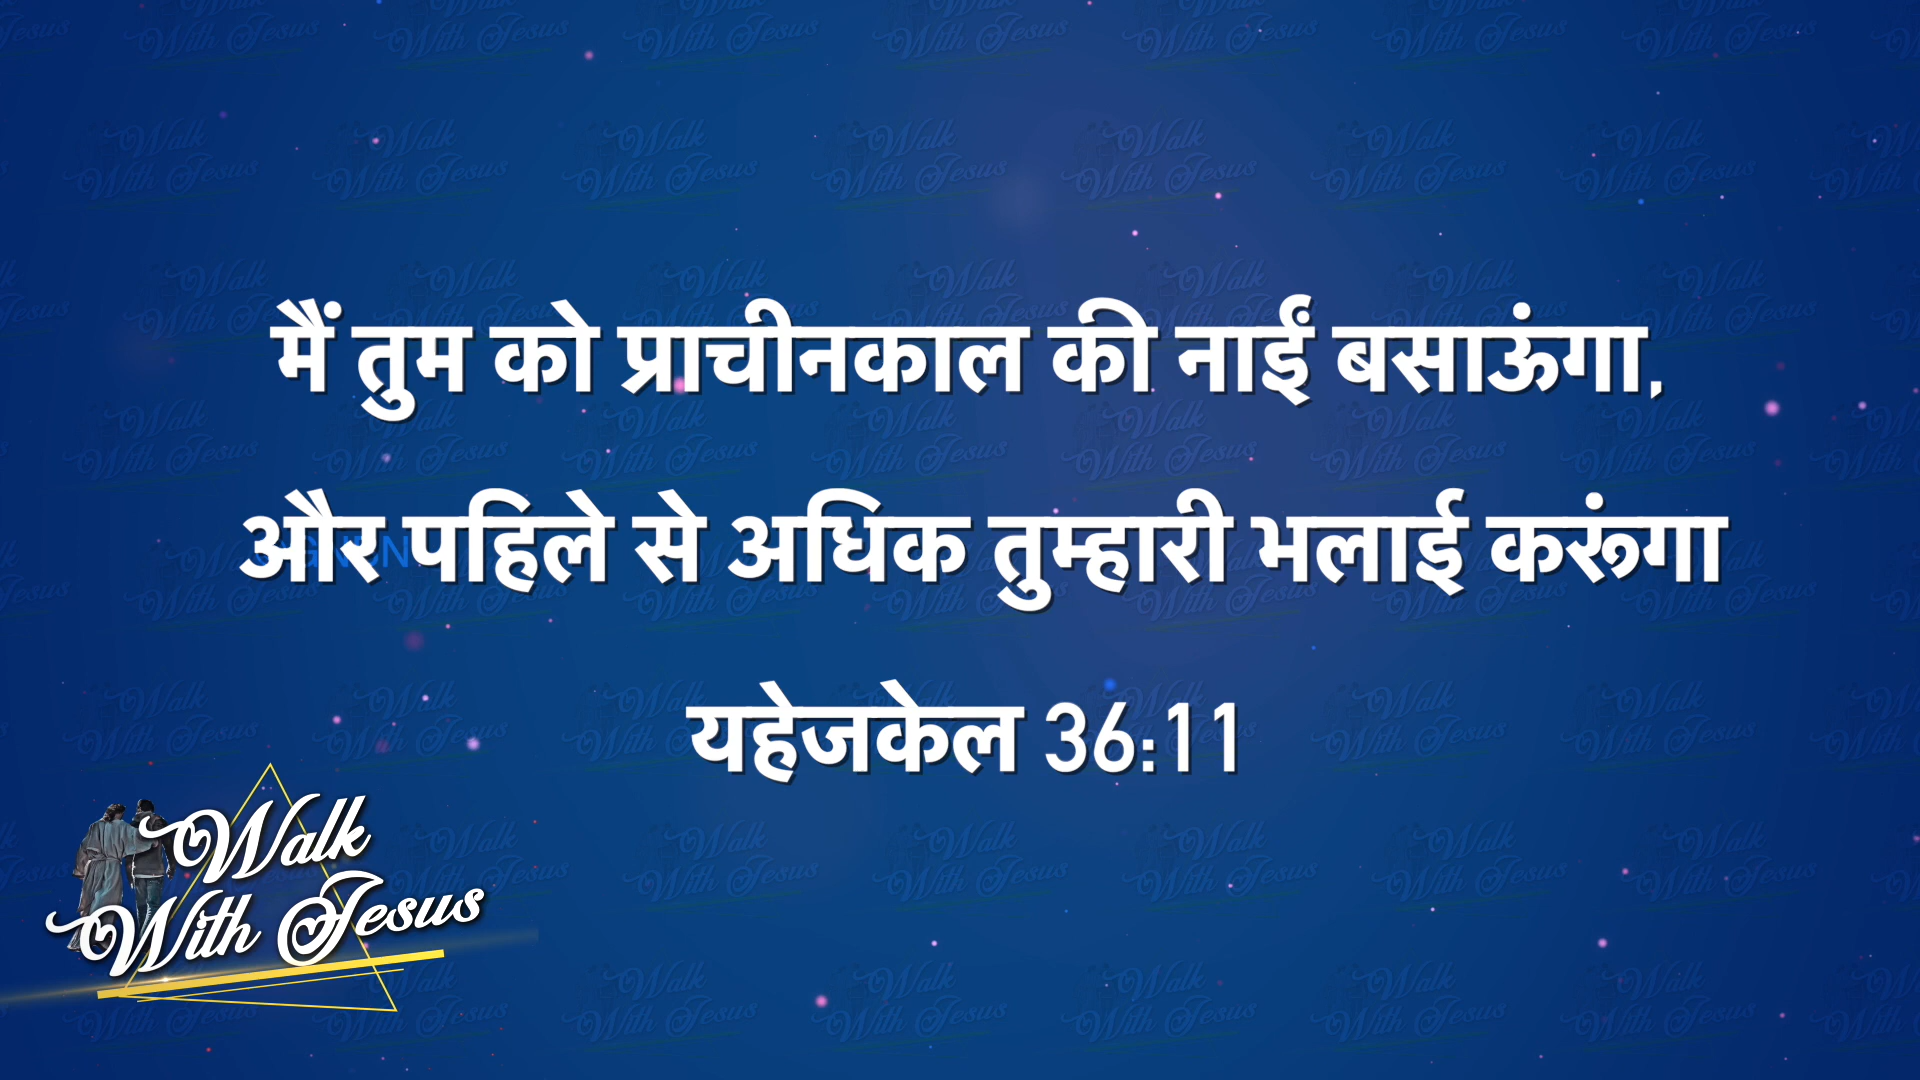 मैं तुम को प्राचीनकाल की नाईं बसाऊंगा,
और पहिले से अधिक तुम्हारी भलाई करूंगा
यहेजकेल 36:11
Walk
With Jesus